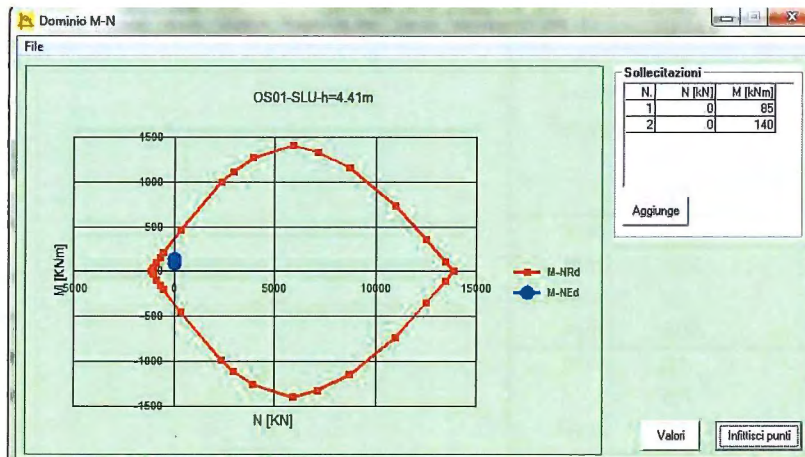 Dominio M-N
File
OS01-SLU-h=4.41m
1500
1000
500
0
-500
-1000
-1500
M [KNm]
-5000 0 5000 10000 15000
N [KN]
M-NRd
M-NEd
Sollecitazioni
N. N [kN] M [kNm]
1 0 85
2 0 140
Aggiunge
Valori
Infittisci punti